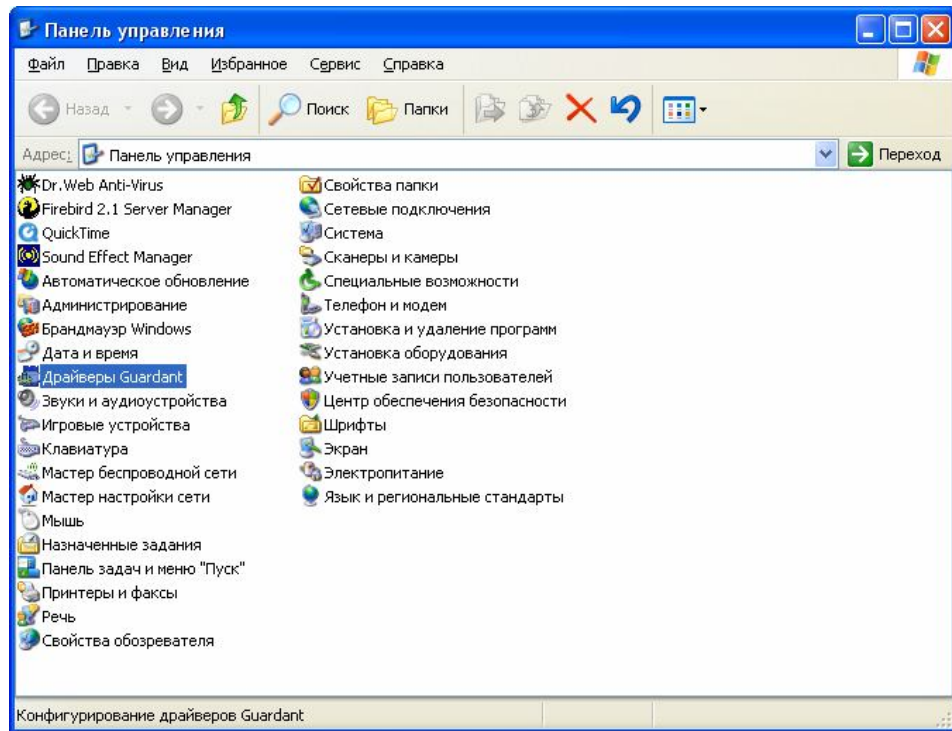 Панель управления
Файл Правка Вид Избранное Сервис Справка
Назад Поиск Папки
Адрес: Панель управления Переход
Dr.Web Anti-Virus
Firebird 2.1 Server Manager
QuickTime
Sound Effect Manager
Автоматическое обновление
Администрирование
Брандмауэр Windows
Дата и время
Драйверы Guardant
Звуки и аудиоустройства
Игровые устройства
Клавиатура
Мастер беспроводной сети
Мастер настройки сети
Мышь
Назначенные задания
Панель задач и меню "Пуск"
Принтеры и факсы
Речь
Свойства обозревателя
Свойства папки
Сетевые подключения
Система
Сканеры и камеры
Специальные возможности
Телефон и модем
Установка и удаление программ
Установка оборудования
Учетные записи пользователей
Центр обеспечения безопасности
Шрифты
Экран
Электропитание
Язык и региональные стандарты
Конфигурирование драйверов Guardant